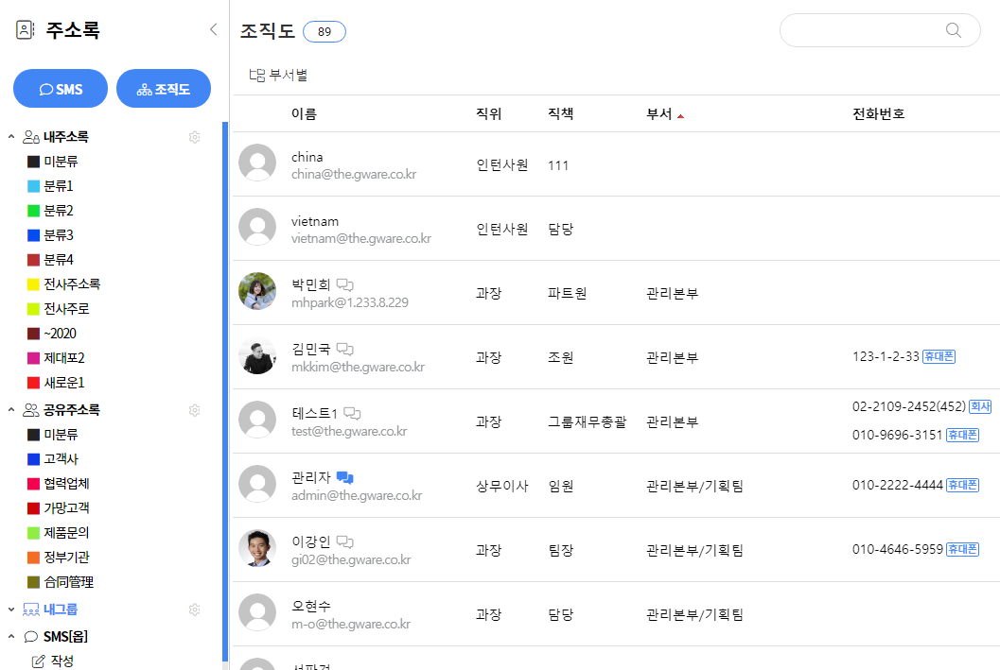 주소록
SMS
조직도
내주소록
미분류
분류1
분류2
분류3
분류4
전사주소록
전사주로
~2020
제대포2
새로운1
공유주소록
미분류
고객사
협력업체
가망고객
제품문의
정부기관
合同管理
내그룹
SMS[옵]
작성
조직도 89
부서별
이름 직위 직책 부서 전화번호
china
china@the.gware.co.kr
인턴사원 111
vietnam
vietnam@the.gware.co.kr
인턴사원 담당
박민희
mhpark@1.233.8.229
과장 파트원 관리본부
김민국
mkkim@the.gware.co.kr
과장 조원 관리본부 123-1-2-33 휴대폰
테스트1
test@the.gware.co.kr
과장 그룹재무총괄 관리본부
02-2109-2452(452) 회사
010-9696-3151 휴대폰
관리자
admin@the.gware.co.kr
상무이사 임원 관리본부/기획팀 010-2222-4444 휴대폰
이강인
gi02@the.gware.co.kr
과장 팀장 관리본부/기획팀 010-4646-5959 휴대폰
오현수
m-o@the.gware.co.kr
과장 담당 관리본부/기획팀